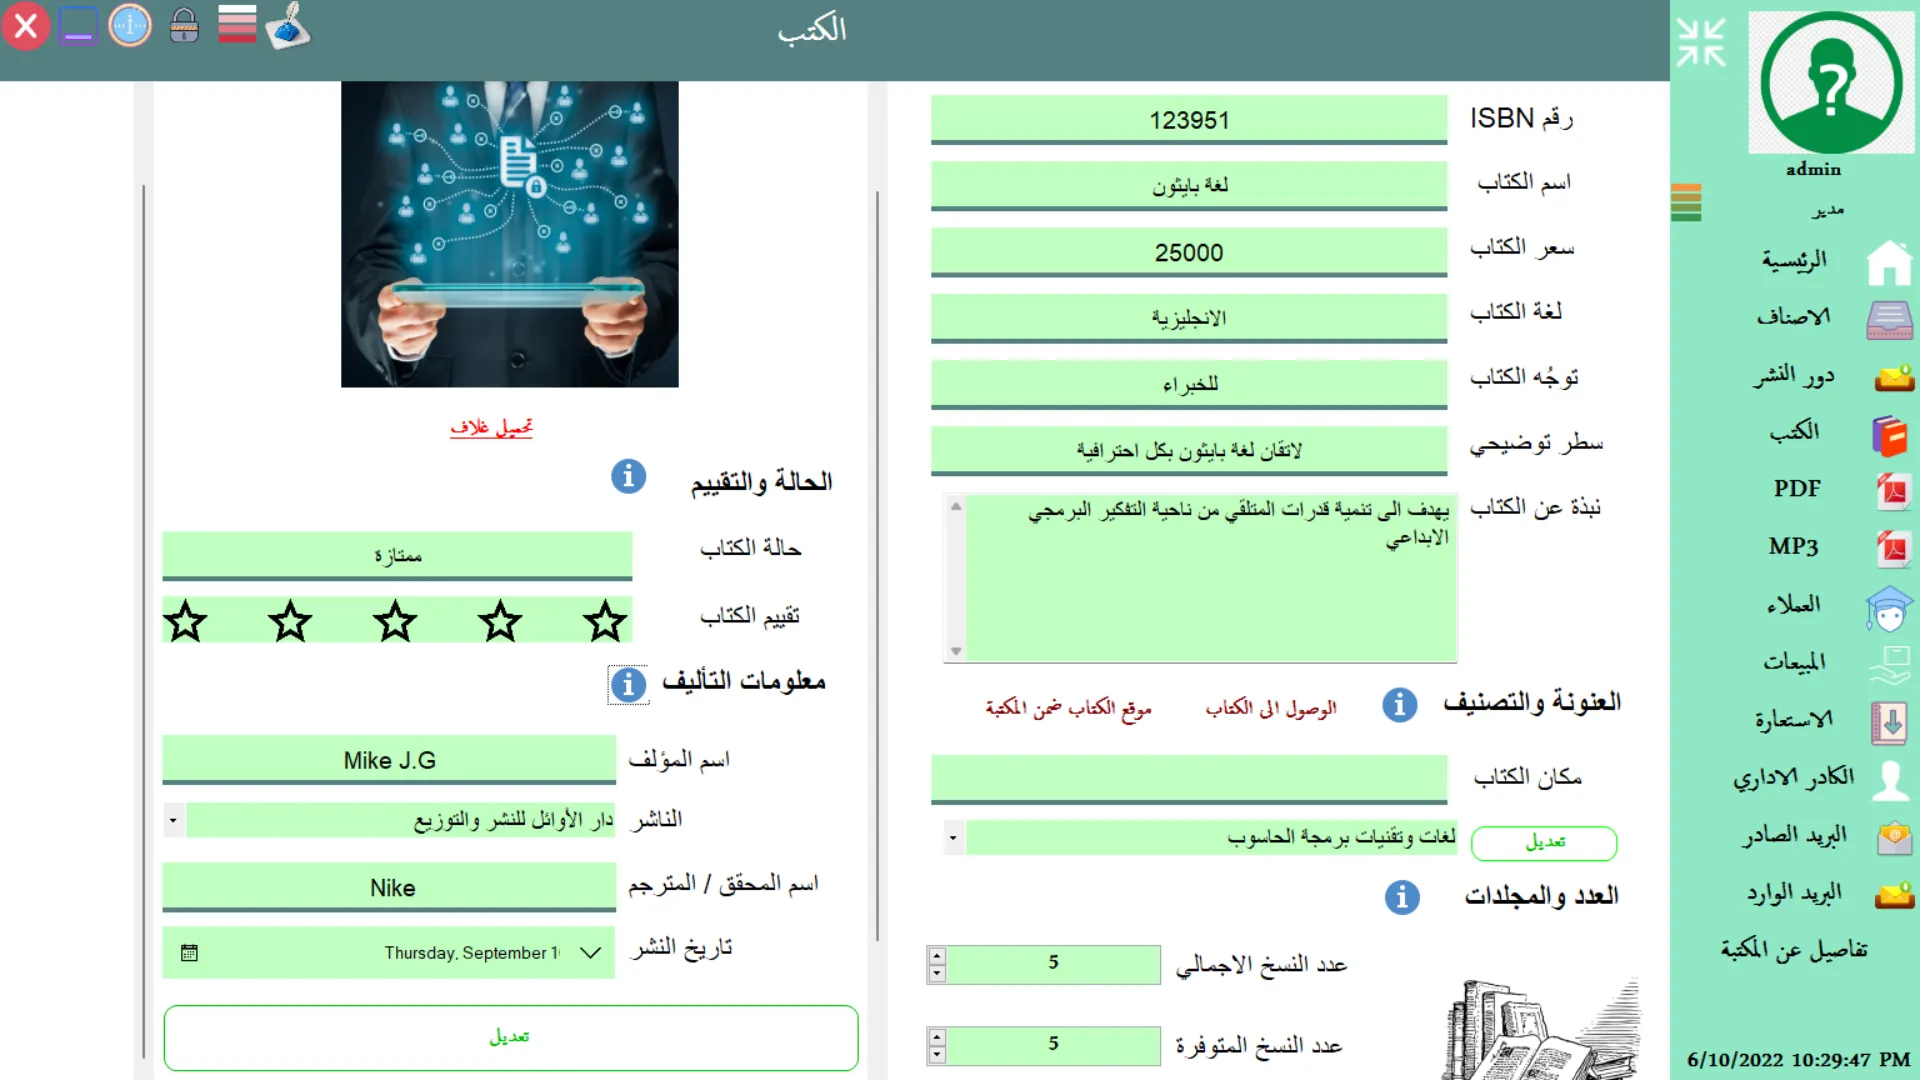 الكتب
admin
مدير
الرئيسية
الاصناف
دور النشر
الكتب
PDF
MP3
العملاء
المبيعات
الاستعارة
الكادر الاداري
البريد الصادر
البريد الوارد
تفاصيل عن المكتبة
6/10/2022 10:29:47 PM
رقم ISBN
123951
اسم الكتاب
لغة بايثون
سعر الكتاب
25000
لغة الكتاب
الانجليزية
توجُه الكتاب
للخبراء
سطر توضيحي
لاتقان لغة بايثون بكل احترافية
نبذة عن الكتاب
يهدف الى تنمية قدرات المتلقي من ناحية التفكير البرمجي
الابداعي
العنونة والتصنيف
الوصول الى الكتاب
موقع الكتاب ضمن المكتبة
مكان الكتاب
تعديل
لغات وتقنيات برمجة الحاسوب
العدد والمجلدات
عدد النسخ الاجمالي
5
عدد النسخ المتوفرة
5
تحميل غلاف
الحالة والتقييم
حالة الكتاب
ممتازة
تقييم الكتاب
معلومات التأليف
اسم المؤلف
Mike J.G
الناشر
دار الأوائل للنشر والتوزيع
اسم المحقق / المترجم
Nike
تاريخ النشر
Thursday, September 1
تعديل